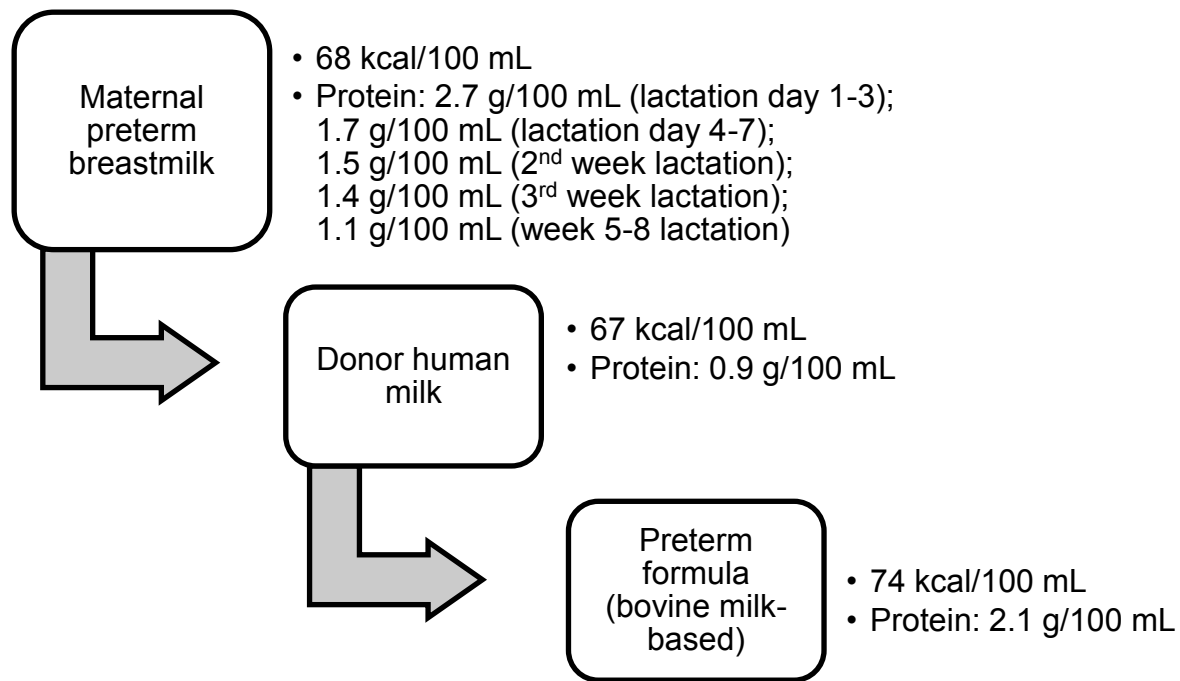 Maternal
preterm
breastmilk
• 68 kcal/100 mL
• Protein: 2.7 g/100 mL (lactation day 1-3);
1.7 g/100 mL (lactation day 4-7);
1.5 g/100 mL (2nd week lactation);
1.4 g/100 mL (3rd week lactation);
1.1 g/100 mL (week 5-8 lactation)
Donor human
milk
• 67 kcal/100 mL
• Protein: 0.9 g/100 mL
Preterm
formula
(bovine milk-
based)
• 74 kcal/100 mL
• Protein: 2.1 g/100 mL